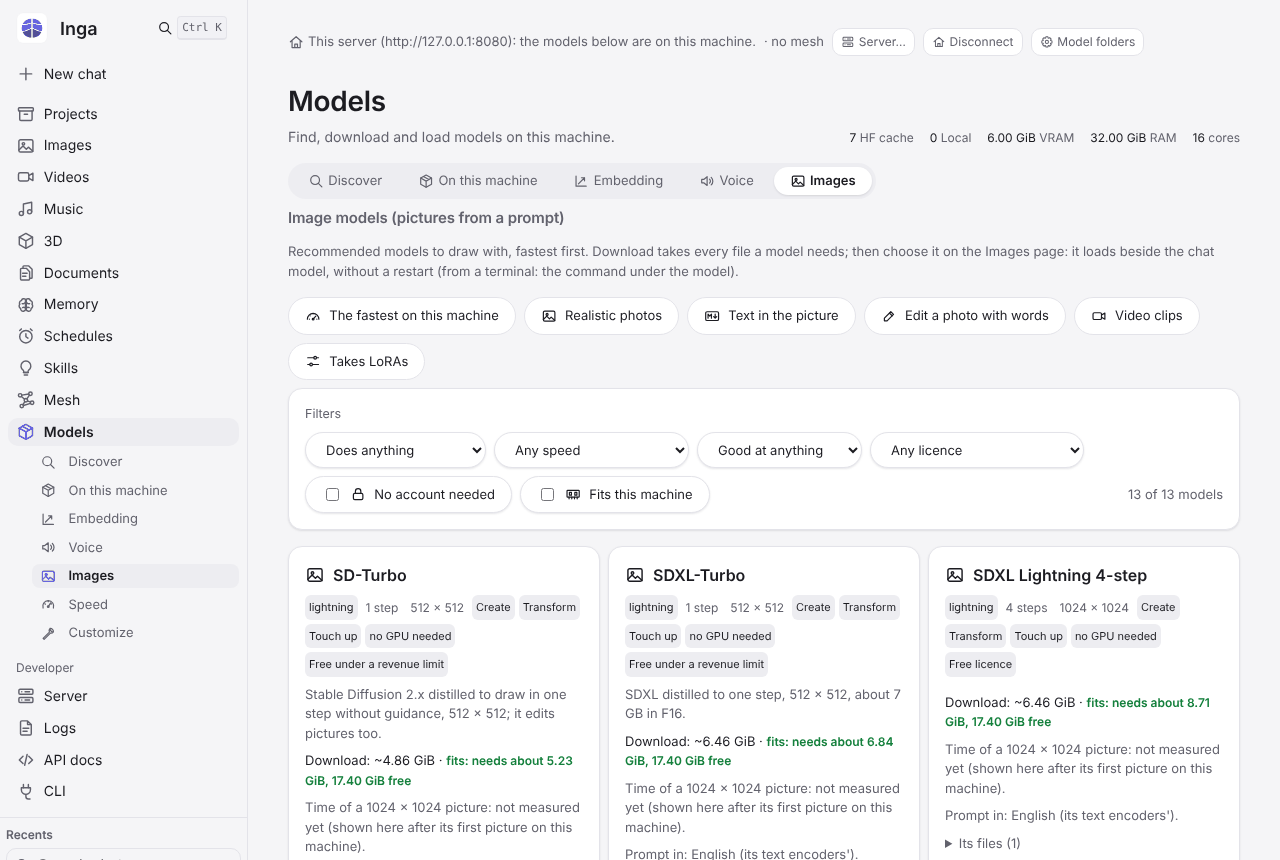 Inga
Ctrl K
New chat
Projects
Images
Videos
Music
3D
Documents
Memory
Schedules
Skills
Mesh
Models
Discover
On this machine
Embedding
Voice
Images
Speed
Customize
Developer
Server
Logs
API docs
CLI
Recents
This server (http://127.0.0.1:8080): the models below are on this machine. · no mesh
Server...
Disconnect
Model folders
Models
Find, download and load models on this machine.
7 HF cache 0 Local 6.00 GiB VRAM 32.00 GiB RAM 16 cores
Discover On this machine Embedding Voice Images
Image models (pictures from a prompt)
Recommended models to draw with, fastest first. Download takes every file a model needs; then choose it on the Images page: it loads beside the chat
model, without a restart (from a terminal: the command under the model).
The fastest on this machine Realistic photos Text in the picture Edit a photo with words Video clips
Takes LoRAs
Filters
Does anything Any speed Good at anything Any licence
No account needed Fits this machine 13 of 13 models
SD-Turbo
lightning 1 step 512 × 512 Create Transform
Touch up no GPU needed
Free under a revenue limit
Stable Diffusion 2.x distilled to draw in one
step without guidance, 512 × 512; it edits
pictures too.
Download: ~4.86 GiB · fits: needs about 5.23
GiB, 17.40 GiB free
Time of a 1024 × 1024 picture: not measured
yet (shown here after its first picture on this
machine).
SDXL-Turbo
lightning 1 step 512 × 512 Create Transform
Touch up no GPU needed
Free under a revenue limit
SDXL distilled to one step, 512 × 512, about 7
GB in F16.
Download: ~6.46 GiB · fits: needs about 6.84
GiB, 17.40 GiB free
Time of a 1024 × 1024 picture: not measured
yet (shown here after its first picture on this
machine).
Prompt in: English (its text encoders').
SDXL Lightning 4-step
lightning 4 steps 1024 × 1024 Create
Transform Touch up no GPU needed
Free licence
Download: ~6.46 GiB · fits: needs about 8.71
GiB, 17.40 GiB free
Time of a 1024 × 1024 picture: not measured
yet (shown here after its first picture on this
machine).
Prompt in: English (its text encoders').
Its files (1)